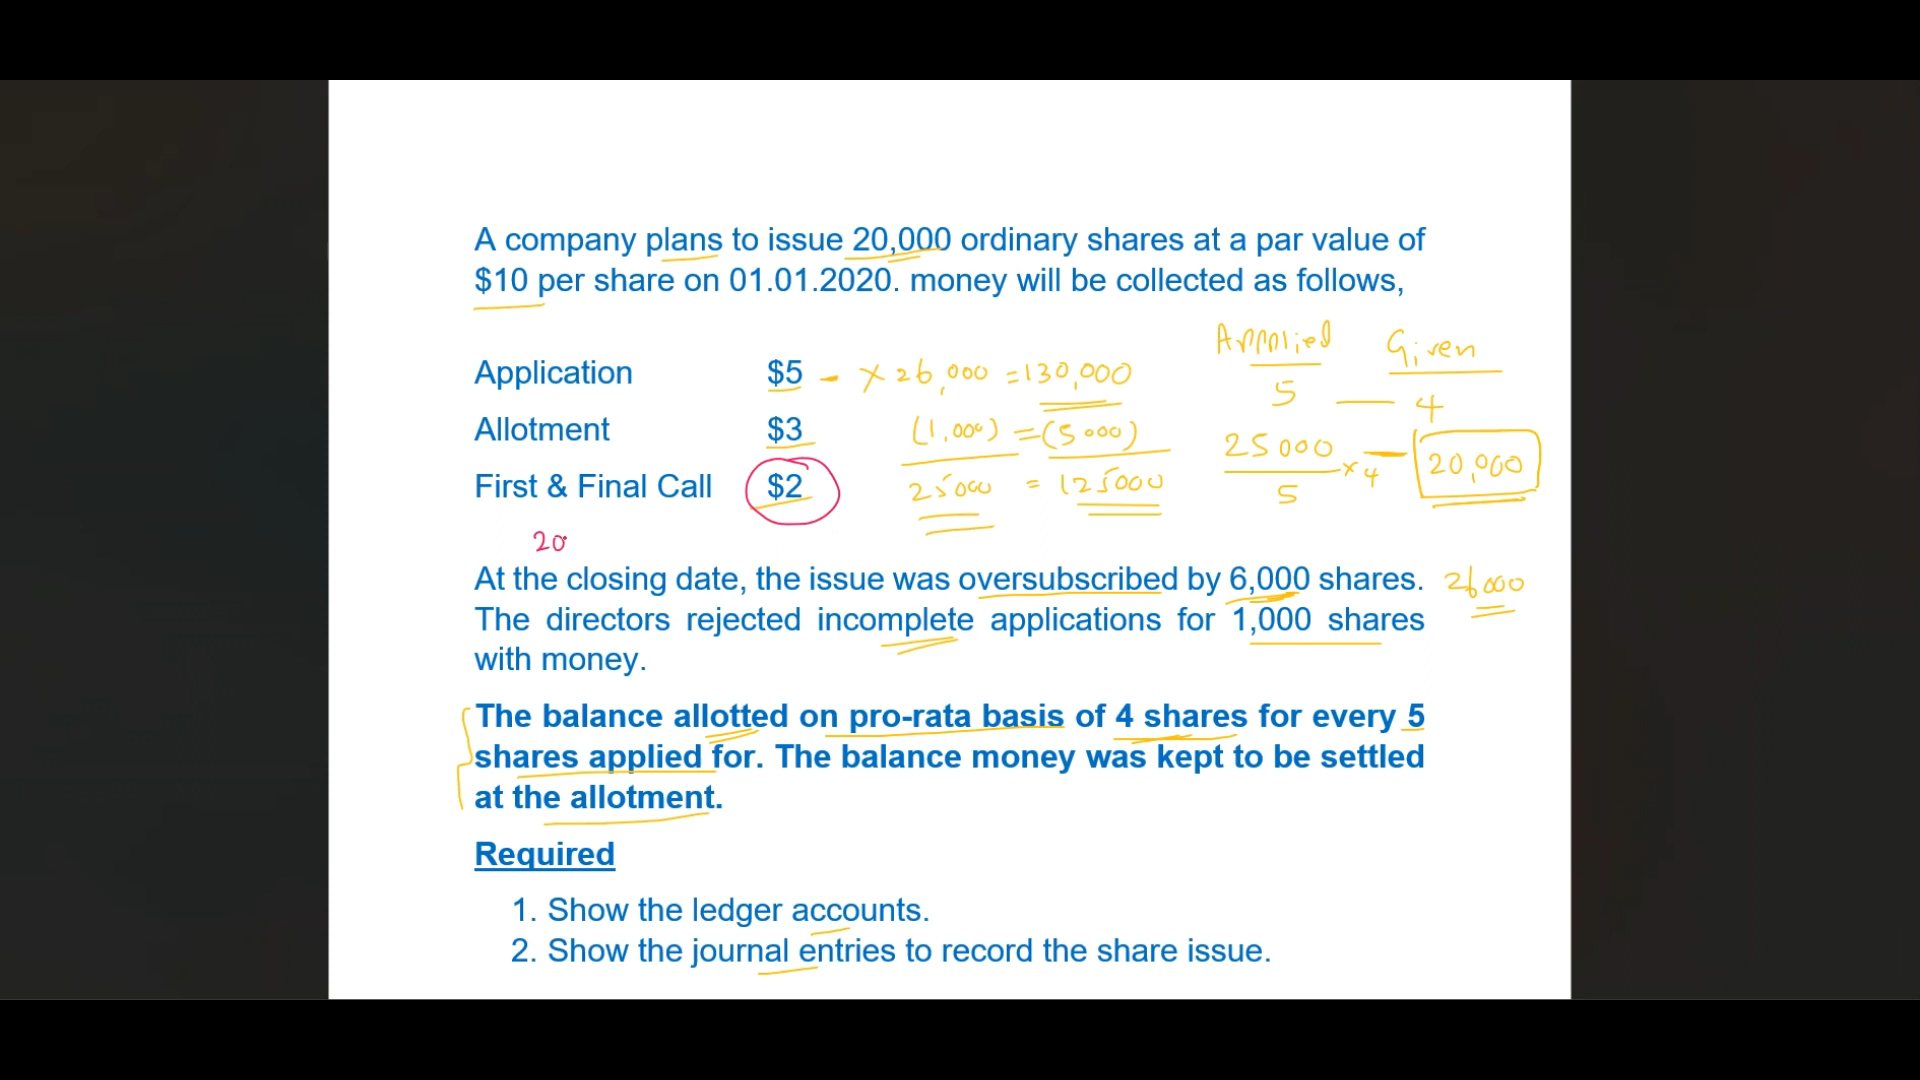 A company plans to issue 20,000 ordinary shares at a par value of
$10 per share on 01.01.2020. money will be collected as follows,
Applied Given
Application $5 - × 26,000 = 130,000
5 — 4
Allotment $3 (1,000) = (5000)
25000 × 4 — 20,000
5
First & Final Call $2 25000 = 125000
20
At the closing date, the issue was oversubscribed by 6,000 shares. 26000
The directors rejected incomplete applications for 1,000 shares
with money.
The balance allotted on pro-rata basis of 4 shares for every 5
shares applied for. The balance money was kept to be settled
at the allotment.
Required
1. Show the ledger accounts.
2. Show the journal entries to record the share issue.